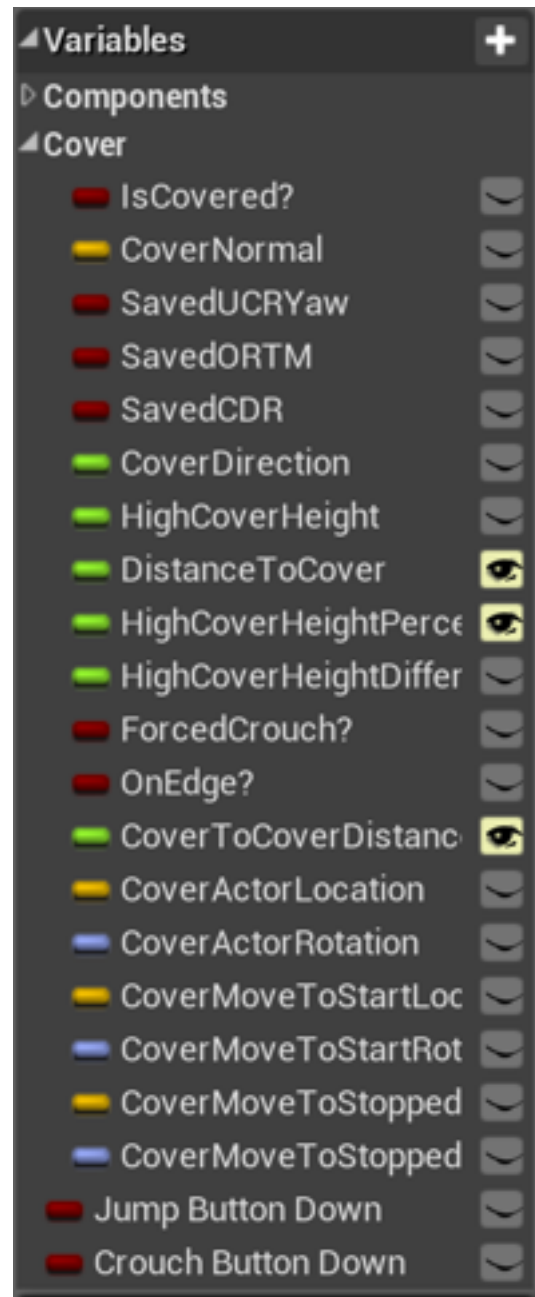 Variables
Components
Cover
IsCovered?
CoverNormal
SavedUCRYaw
SavedORTM
SavedCDR
CoverDirection
HighCoverHeight
DistanceToCover
HighCoverHeightPerce
HighCoverHeightDiffer
ForcedCrouch?
OnEdge?
CoverToCoverDistanc
CoverActorLocation
CoverActorRotation
CoverMoveToStartLoc
CoverMoveToStartRot
CoverMoveToStopped
CoverMoveToStopped
Jump Button Down
Crouch Button Down